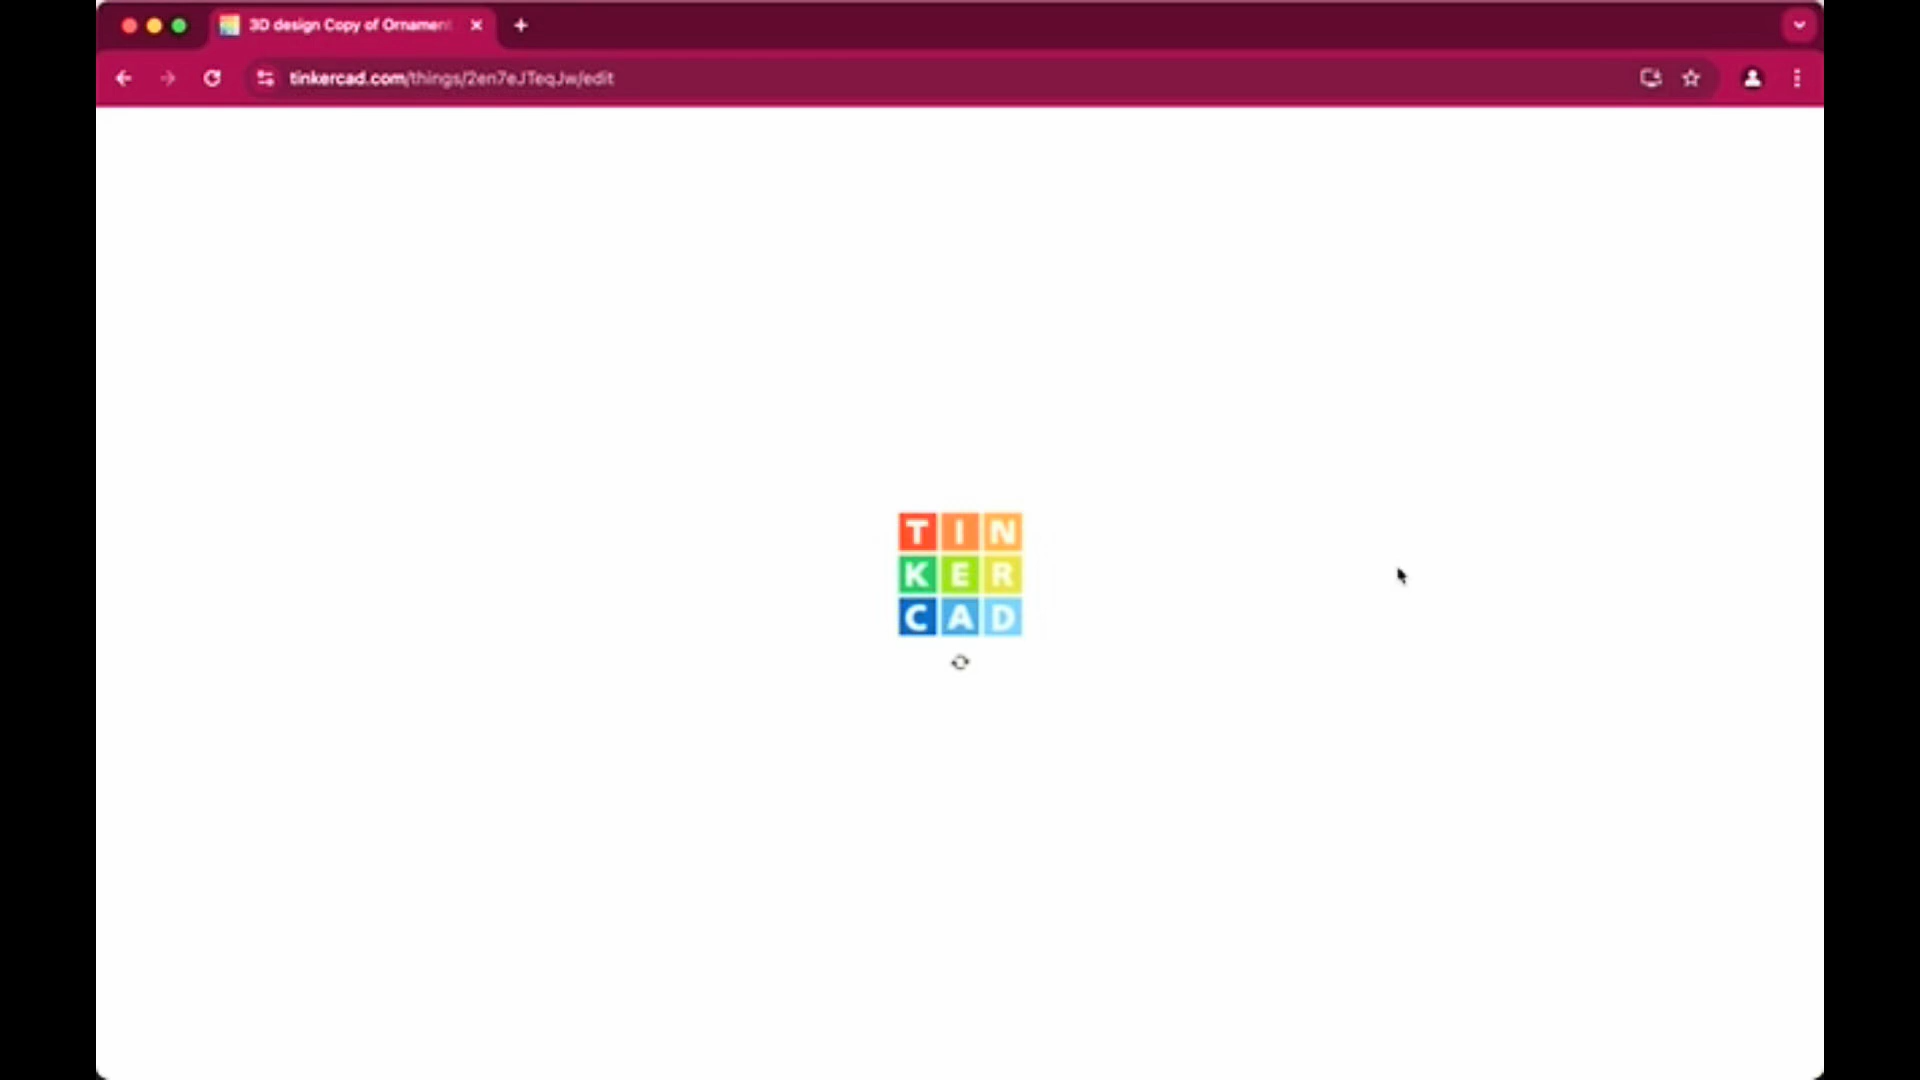 3D design Copy of Ornament
tinkercad.com/things/2en7eJTeqJw/edit
TIN
KER
CAD